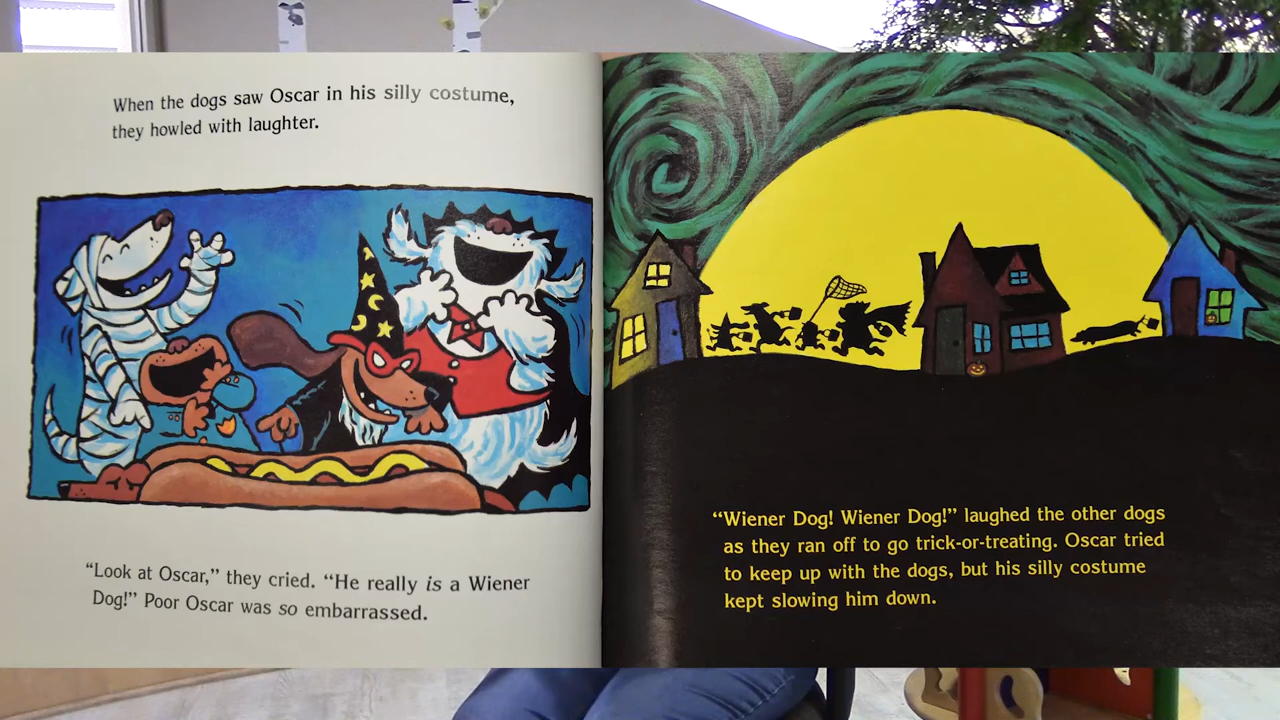 When the dogs saw Oscar in his silly costume,
they howled with laughter.
“Look at Oscar,” they cried. “He really is a Wiener
Dog!” Poor Oscar was so embarrassed.
“Wiener Dog! Wiener Dog!” laughed the other dogs
as they ran off to go trick-or-treating. Oscar tried
to keep up with the dogs, but his silly costume
kept slowing him down.